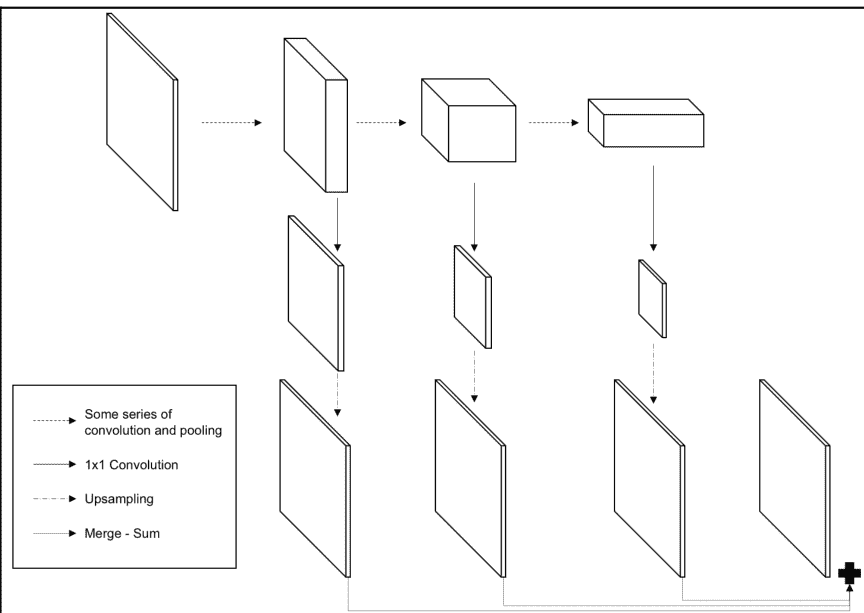 Some series of
convolution and pooling
1x1 Convolution
Upsampling
Merge - Sum